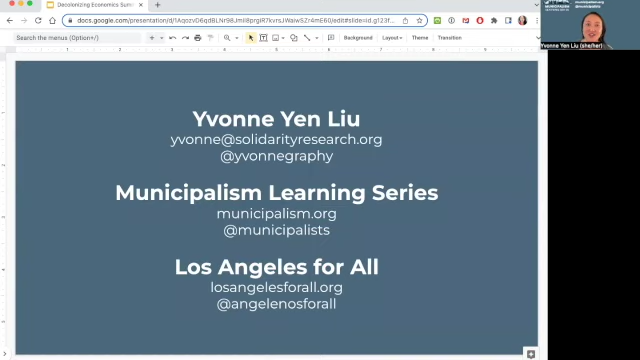 Decolonizing Economics Sum
docs.google.com/presentation/d/
Search the menus (Option+/)
Background
Layout
Theme
Transition
Yvonne Yen Liu
yvonne@solidarityresearch.org
@yvonnegraphy
Municipalism Learning Series
municipalism.org
@municipalists
Los Angeles for All
losangelesforall.org
@angelenosforall
Yvonne Yen Liu (she/her)